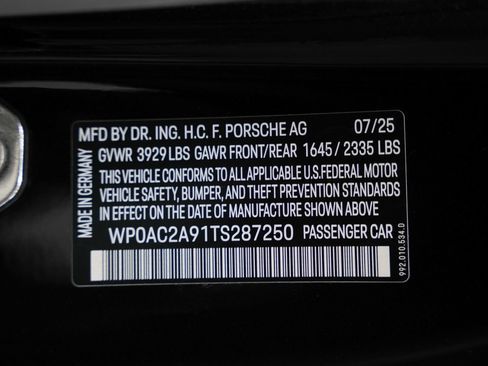 MFD BY DR. ING. H.C. F. PORSCHE AG 07/25
GVWR 3929 LBS GAWR FRONT/REAR 1645 / 2335 LBS
THIS VEHICLE CONFORMS TO ALL APPLICABLE U.S.FEDERAL MOTOR
VEHICLE SAFETY, BUMPER, AND THEFT PREVENTION STANDARDS
IN EFFECT ON THE DATE OF MANUFACTURE SHOWN ABOVE.
WP0AC2A91TS287250 PASSENGER CAR
MADE IN GERMANY
992.010.534.D